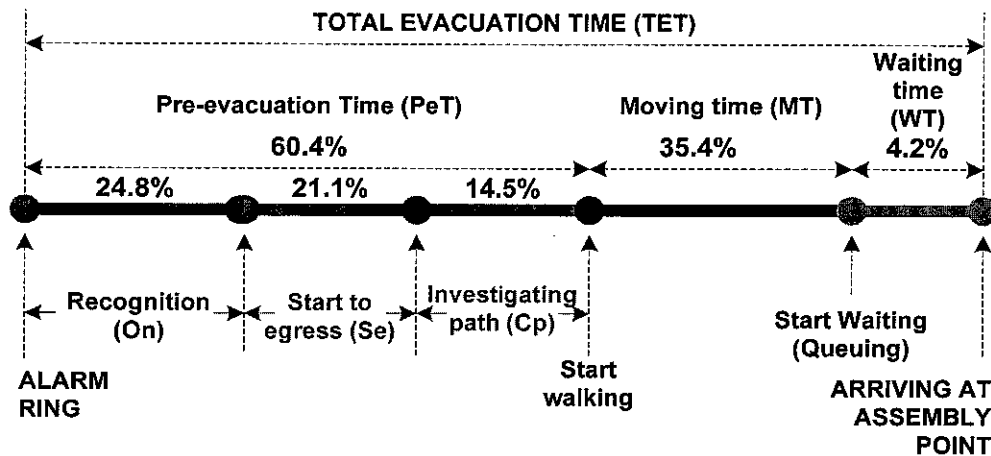 TOTAL EVACUATION TIME (TET)
Waiting
time
(WT)
Pre-evacuation Time (PeT)
Moving time (MT)
60.4%
35.4%
4.2%
24.8%
21.1%
14.5%
Recognition
(On)
Start to
egress (Se)
Investigating
path (Cp)
Start Waiting
(Queuing)
Start
walking
ALARM
RING
ARRIVING AT
ASSEMBLY
POINT